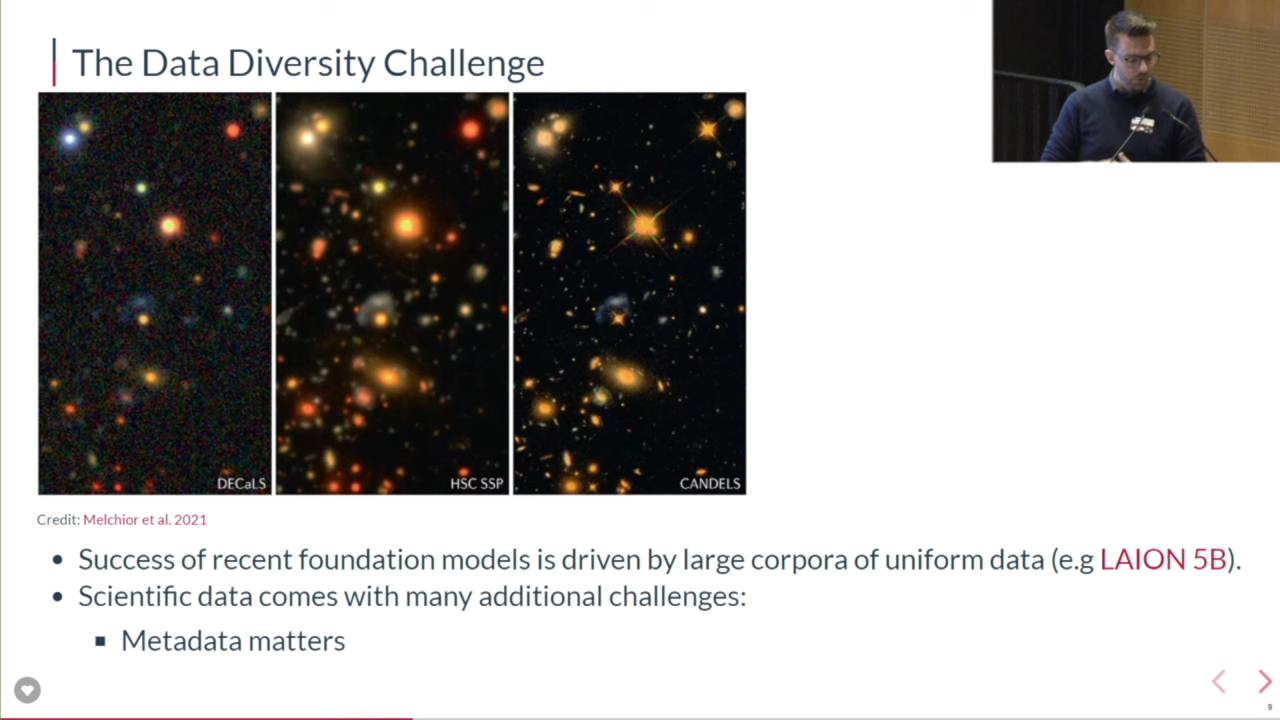 The Data Diversity Challenge
DECaLS
HSC SSP
CANDELS
Credit: Melchior et al. 2021
Success of recent foundation models is driven by large corpora of uniform data (e.g LAION 5B).
Scientific data comes with many additional challenges:
Metadata matters
9